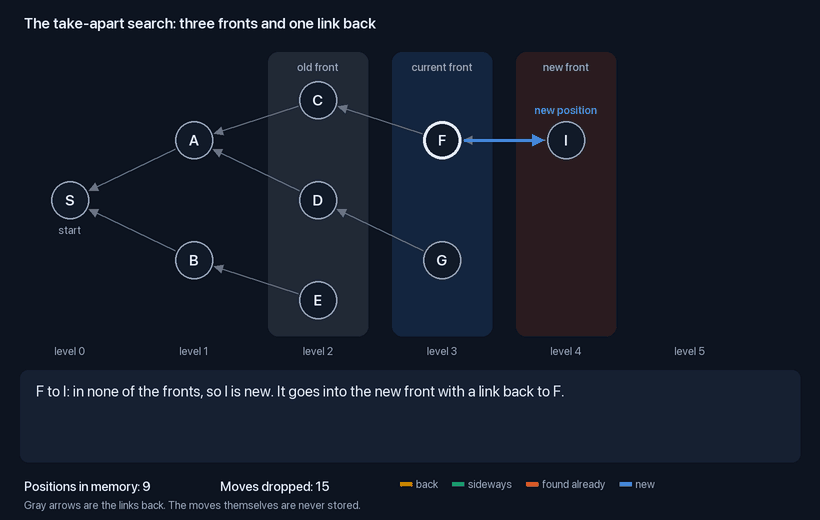 The take-apart search: three fronts and one link back
old front
current front
new front
C
new position
A
F
I
S
D
start
B
G
E
level 0
level 1
level 2
level 3
level 4
level 5
F to I: in none of the fronts, so I is new. It goes into the new front with a link back to F.
Positions in memory: 9
Moves dropped: 15
back
sideways
found already
new
Gray arrows are the links back. The moves themselves are never stored.